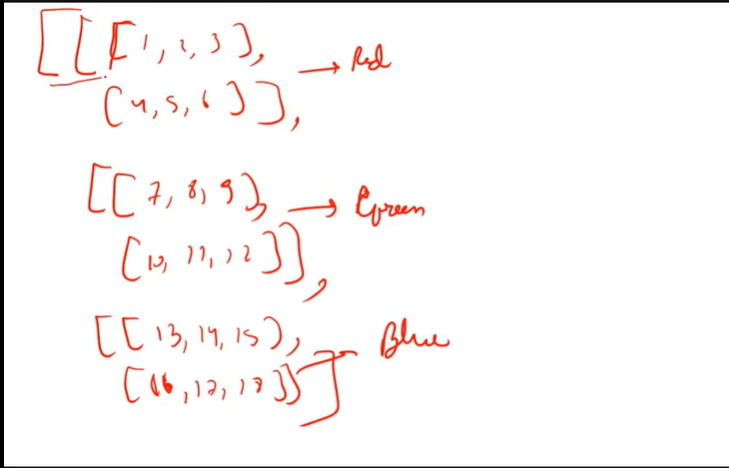 [[[1, 2, 3], → Red
[4, 5, 6]],
[[7, 8, 9], → Green
[10, 11, 12]],
[[13, 14, 15], Blue
[16, 17, 18]]]